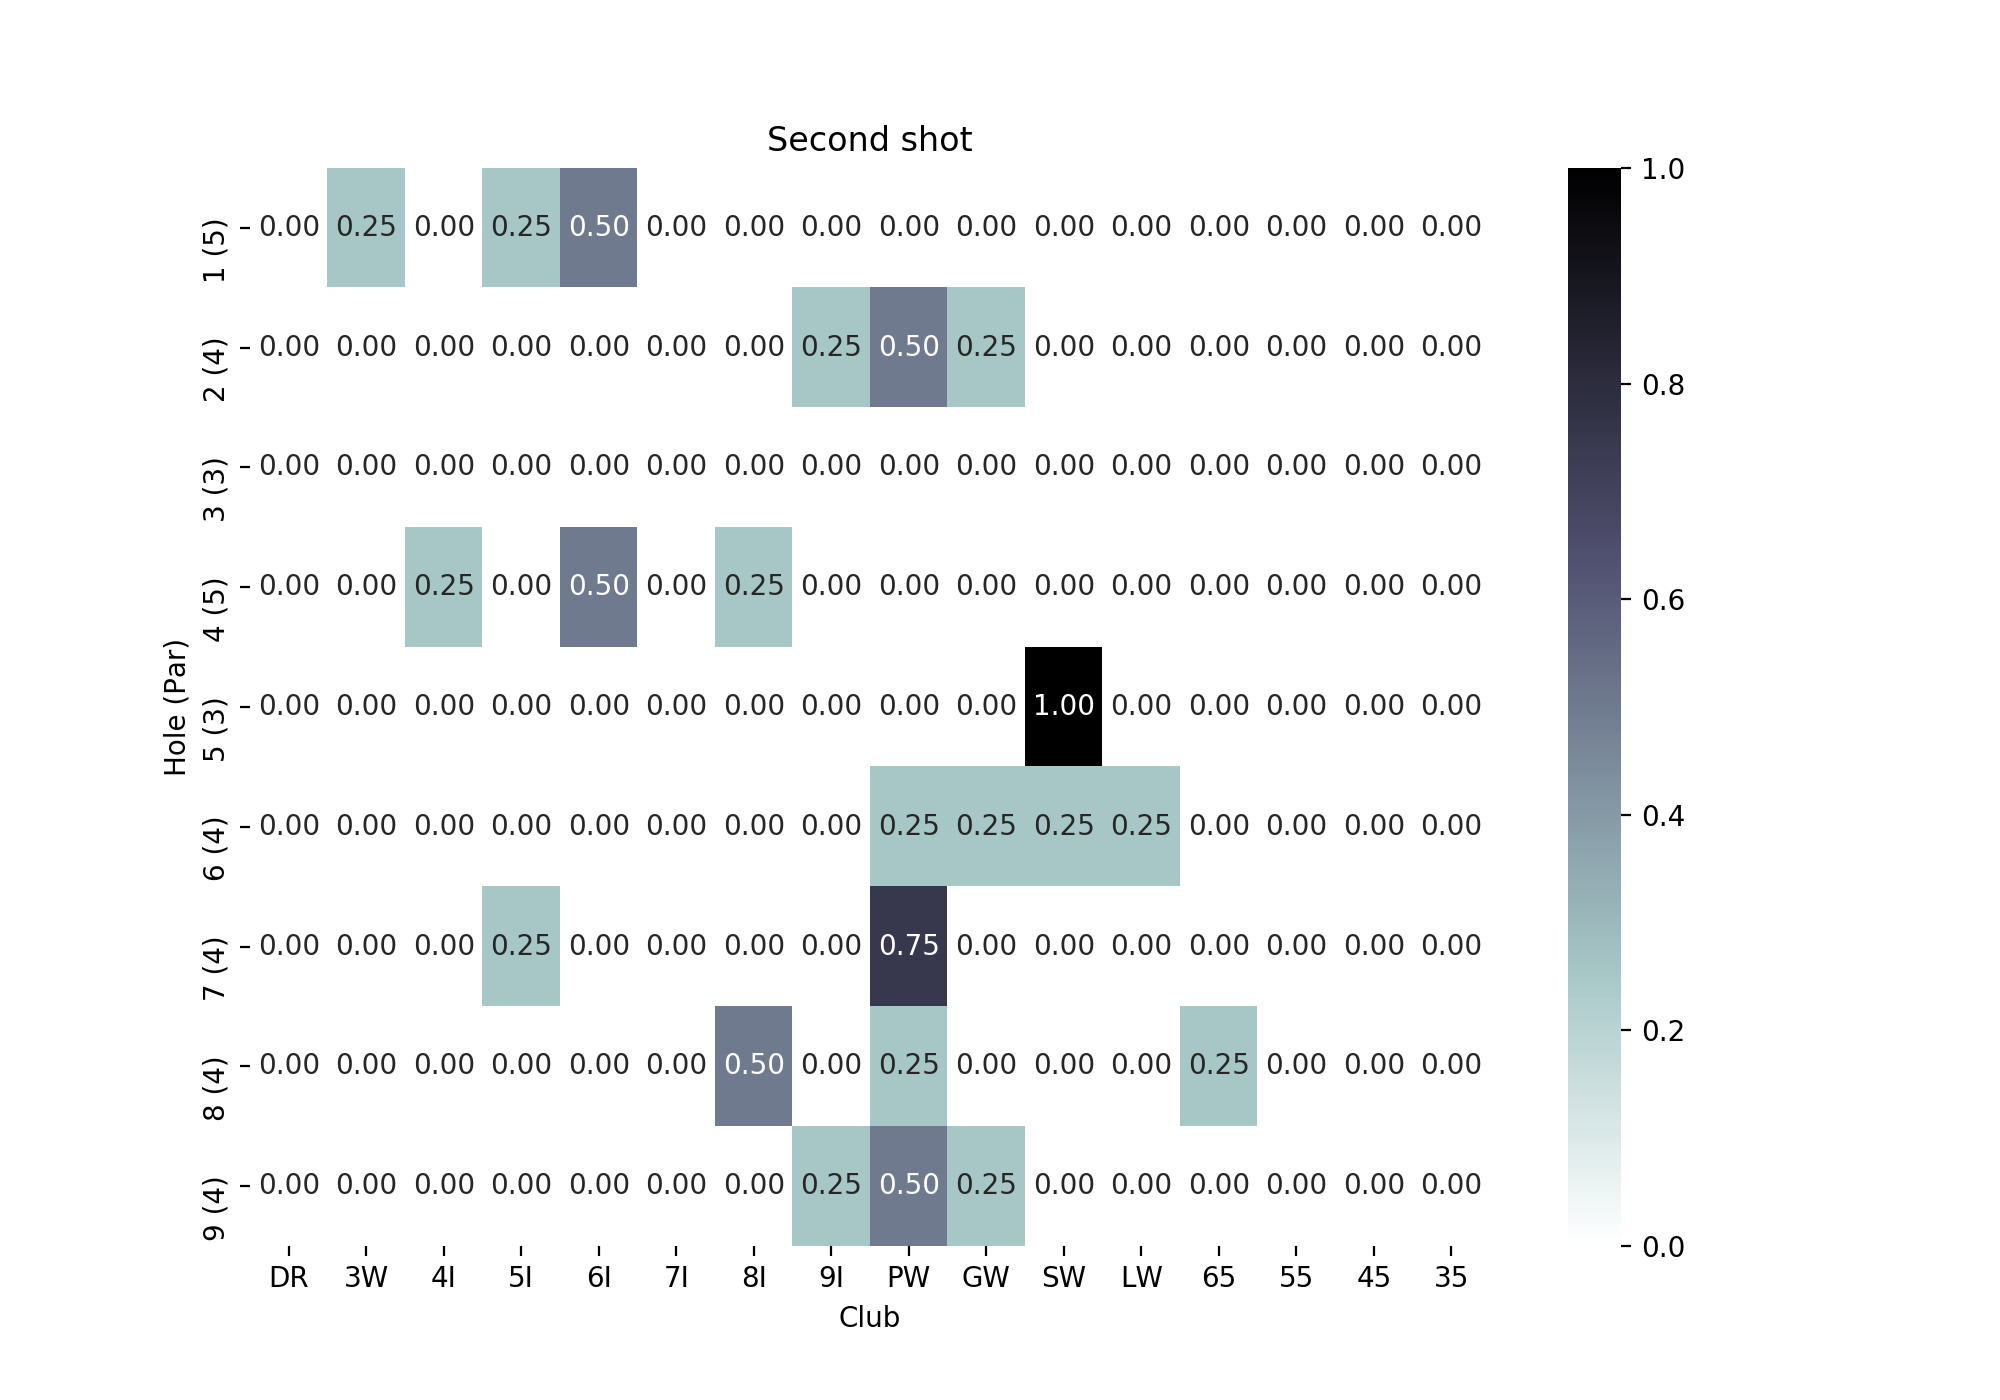 Second shot
1 (5) 0.00 0.25 0.00 0.25 0.50 0.00 0.00 0.00 0.00 0.00 0.00 0.00 0.00 0.00 0.00 0.00
2 (4) 0.00 0.00 0.00 0.00 0.00 0.00 0.00 0.25 0.50 0.25 0.00 0.00 0.00 0.00 0.00 0.00
3 (3) 0.00 0.00 0.00 0.00 0.00 0.00 0.00 0.00 0.00 0.00 0.00 0.00 0.00 0.00 0.00 0.00
4 (5) 0.00 0.00 0.25 0.00 0.50 0.00 0.25 0.00 0.00 0.00 0.00 0.00 0.00 0.00 0.00 0.00
5 (3) 0.00 0.00 0.00 0.00 0.00 0.00 0.00 0.00 0.00 0.00 1.00 0.00 0.00 0.00 0.00 0.00
6 (4) 0.00 0.00 0.00 0.00 0.00 0.00 0.00 0.00 0.25 0.25 0.25 0.25 0.00 0.00 0.00 0.00
7 (4) 0.00 0.00 0.00 0.25 0.00 0.00 0.00 0.00 0.75 0.00 0.00 0.00 0.00 0.00 0.00 0.00
8 (4) 0.00 0.00 0.00 0.00 0.00 0.00 0.50 0.00 0.25 0.00 0.00 0.00 0.25 0.00 0.00 0.00
9 (4) 0.00 0.00 0.00 0.00 0.00 0.00 0.00 0.25 0.50 0.25 0.00 0.00 0.00 0.00 0.00 0.00
DR 3W 4I 5I 6I 7I 8I 9I PW GW SW LW 65 55 45 35
Club
Hole (Par)
1.0
0.8
0.6
0.4
0.2
0.0